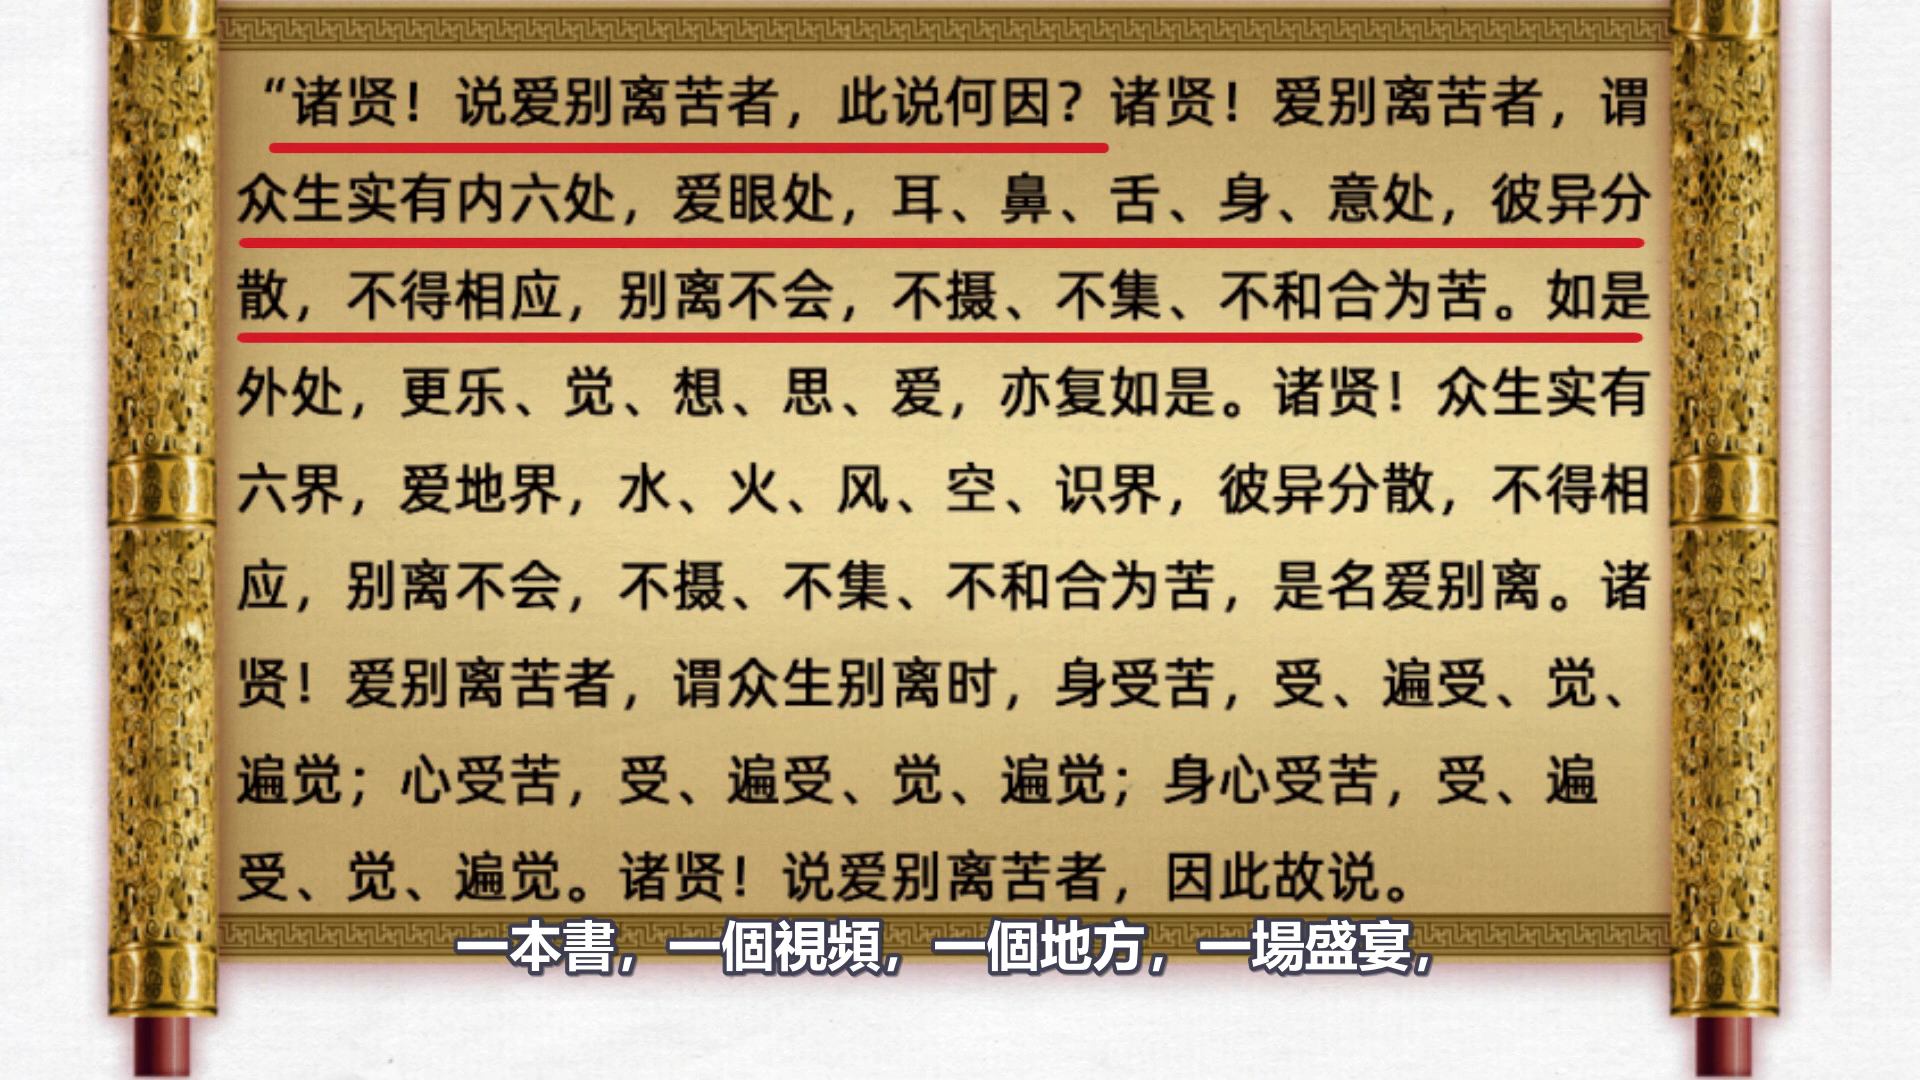 “诸贤！说爱别离苦者，此说何因？诸贤！爱别离苦者，谓
众生实有内六处，爱眼处，耳、鼻、舌、身、意处，彼异分
散，不得相应，别离不会，不摄、不集、不和合为苦。如是
外处，更乐、觉、想、思、爱，亦复如是。诸贤！众生实有
六界，爱地界，水、火、风、空、识界，彼异分散，不得相
应，别离不会，不摄、不集、不和合为苦，是名爱别离。诸
贤！爱别离苦者，谓众生别离时，身受苦，受、遍受、觉、
遍觉；心受苦，受、遍受、觉、遍觉；身心受苦，受、遍
受、觉、遍觉。诸贤！说爱别离苦者，因此故说。
一本書，一個視頻，一個地方，一場盛宴，